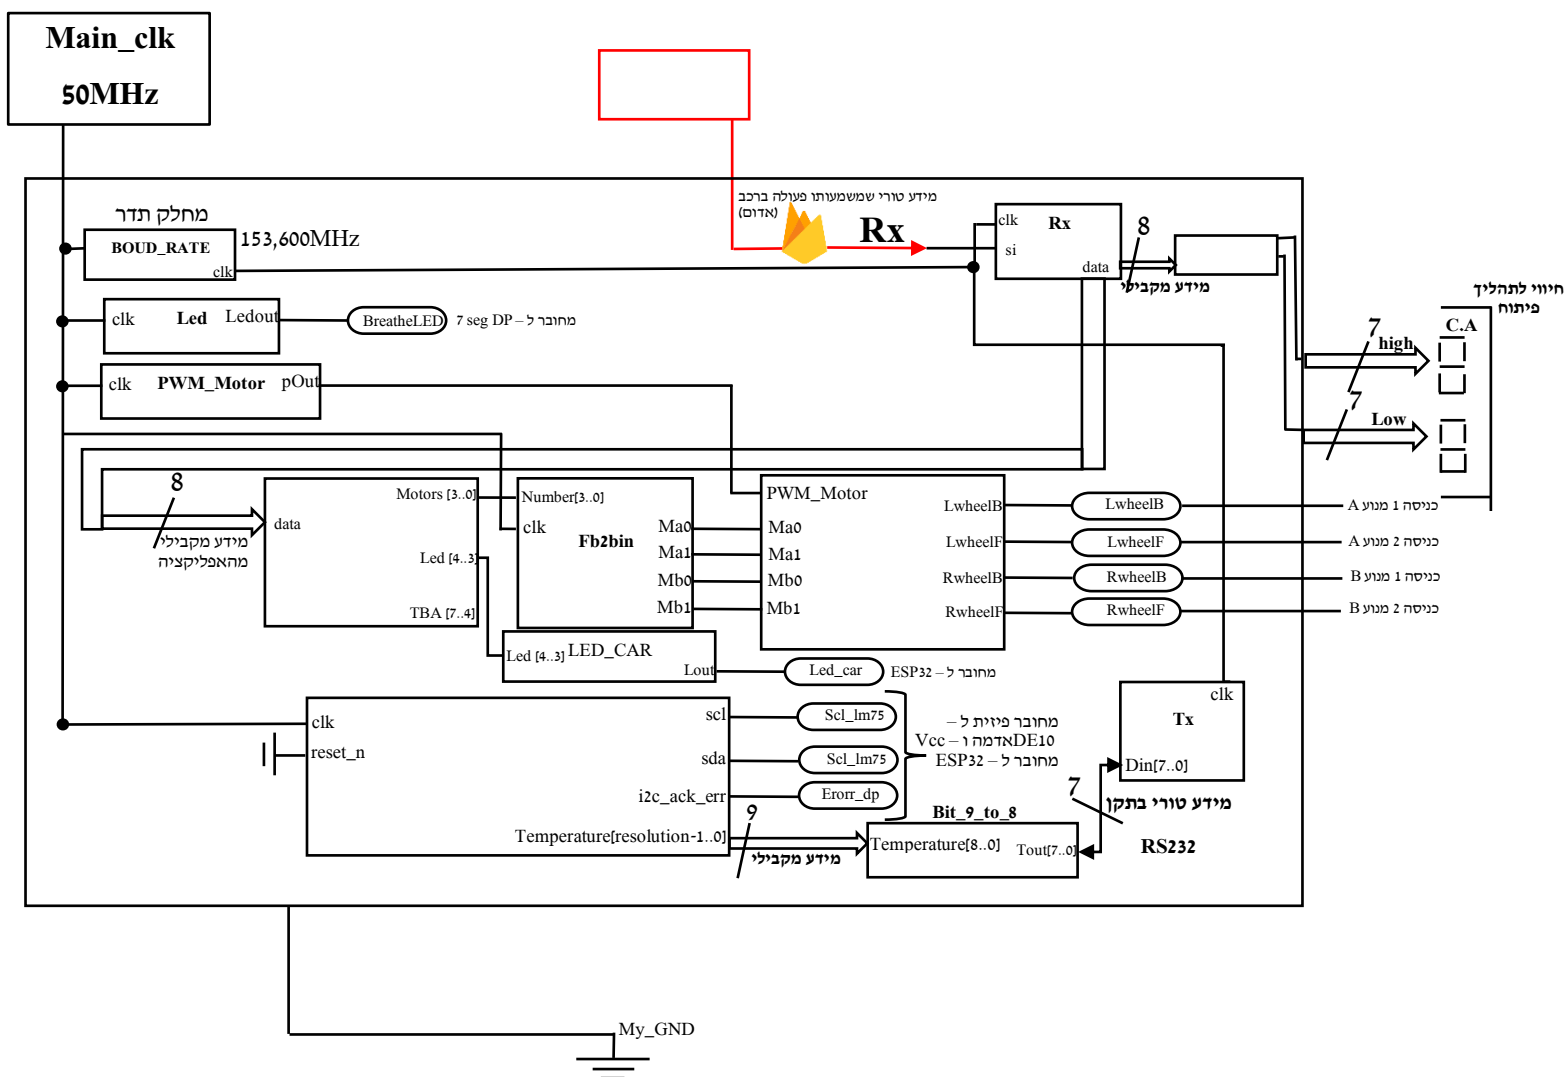 Main_clk
50MHz
מידע טורי שמשמעותו פעולה ברכב
(אדום)
Rx
מחלק תדר
BOUD_RATE
clk
153,600MHz
clk
Rx
si
data
8
מידע מקבילי
חיווי לתהליך
פיתוח
C.A
7
high
7
Low
clk
Led
Ledout
BreatheLED
מחובר ל – 7 seg DP
clk
PWM_Motor
pOut
8
data
מידע מקבילי
מהאפליקציה
Motors [3..0]
Led [4..3]
TBA [7..4]
Number[3..0]
clk
Fb2bin
Ma0
Ma1
Mb0
Mb1
PWM_Motor
Ma0
Ma1
Mb0
Mb1
LwheelB
LwheelF
RwheelB
RwheelF
LwheelB
LwheelF
RwheelB
RwheelF
כניסה 1 מנוע A
כניסה 2 מנוע A
כניסה 1 מנוע B
כניסה 2 מנוע B
Led [4..3]
LED_CAR
Lout
Led_car
מחובר ל – ESP32
clk
reset_n
scl
sda
i2c_ack_err
Temperature[resolution-1..0]
Scl_lm75
Scl_lm75
Erorr_dp
מחובר פיזית ל –
DE10אדמה ו – Vcc
מחובר ל – ESP32
9
מידע מקבילי
Bit_9_to_8
Temperature[8..0]
Tout[7..0]
clk
Tx
Din[7..0]
7
מידע טורי בתקן
RS232
My_GND